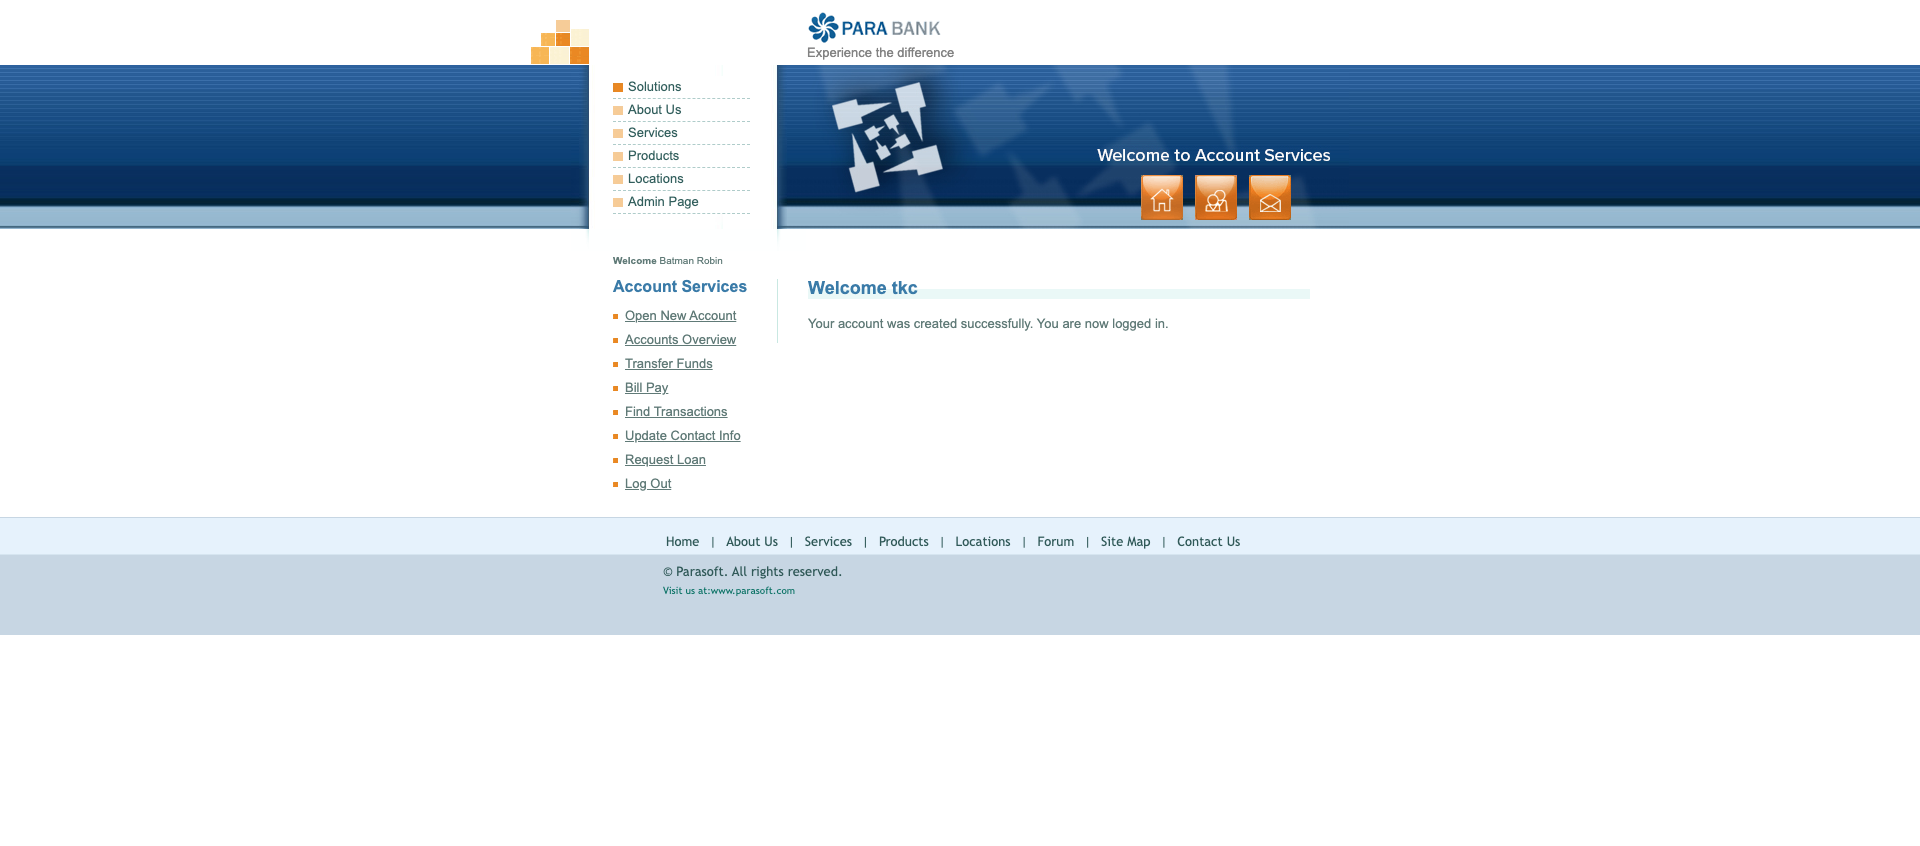 PARA BANK
Experience the difference
Solutions
About Us
Services
Products
Locations
Admin Page
Welcome to Account Services
Welcome Batman Robin
Account Services
Open New Account
Accounts Overview
Transfer Funds
Bill Pay
Find Transactions
Update Contact Info
Request Loan
Log Out
Welcome tkc
Your account was created successfully. You are now logged in.
Home | About Us | Services | Products | Locations | Forum | Site Map | Contact Us
© Parasoft. All rights reserved.
Visit us at:www.parasoft.com